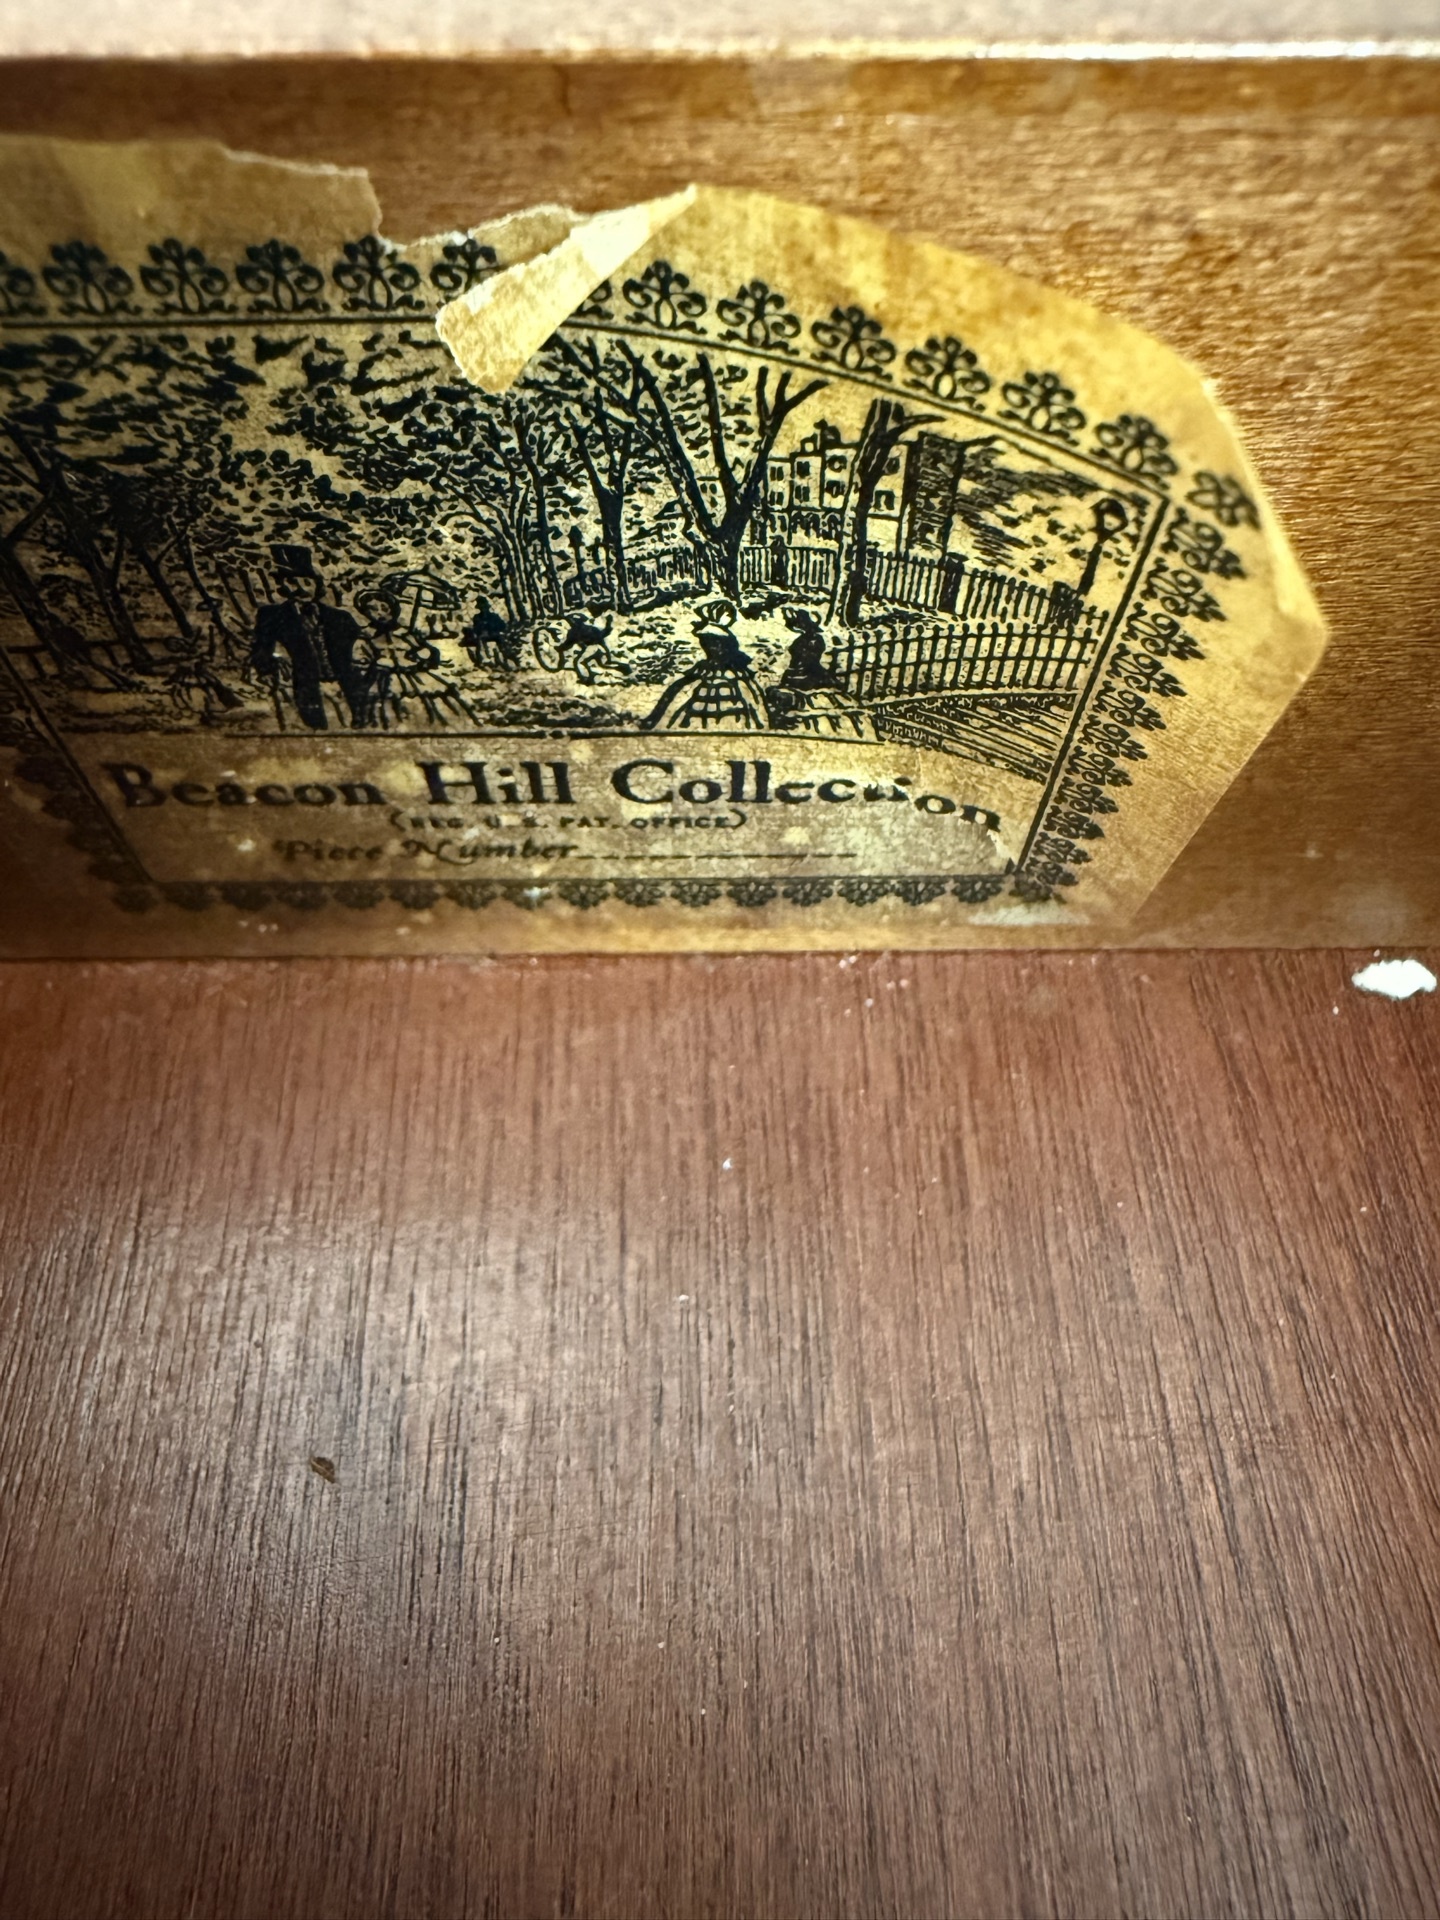 Beacon Hill Collection
(REG. U.S. PAT. OFFICE)
Piece Number